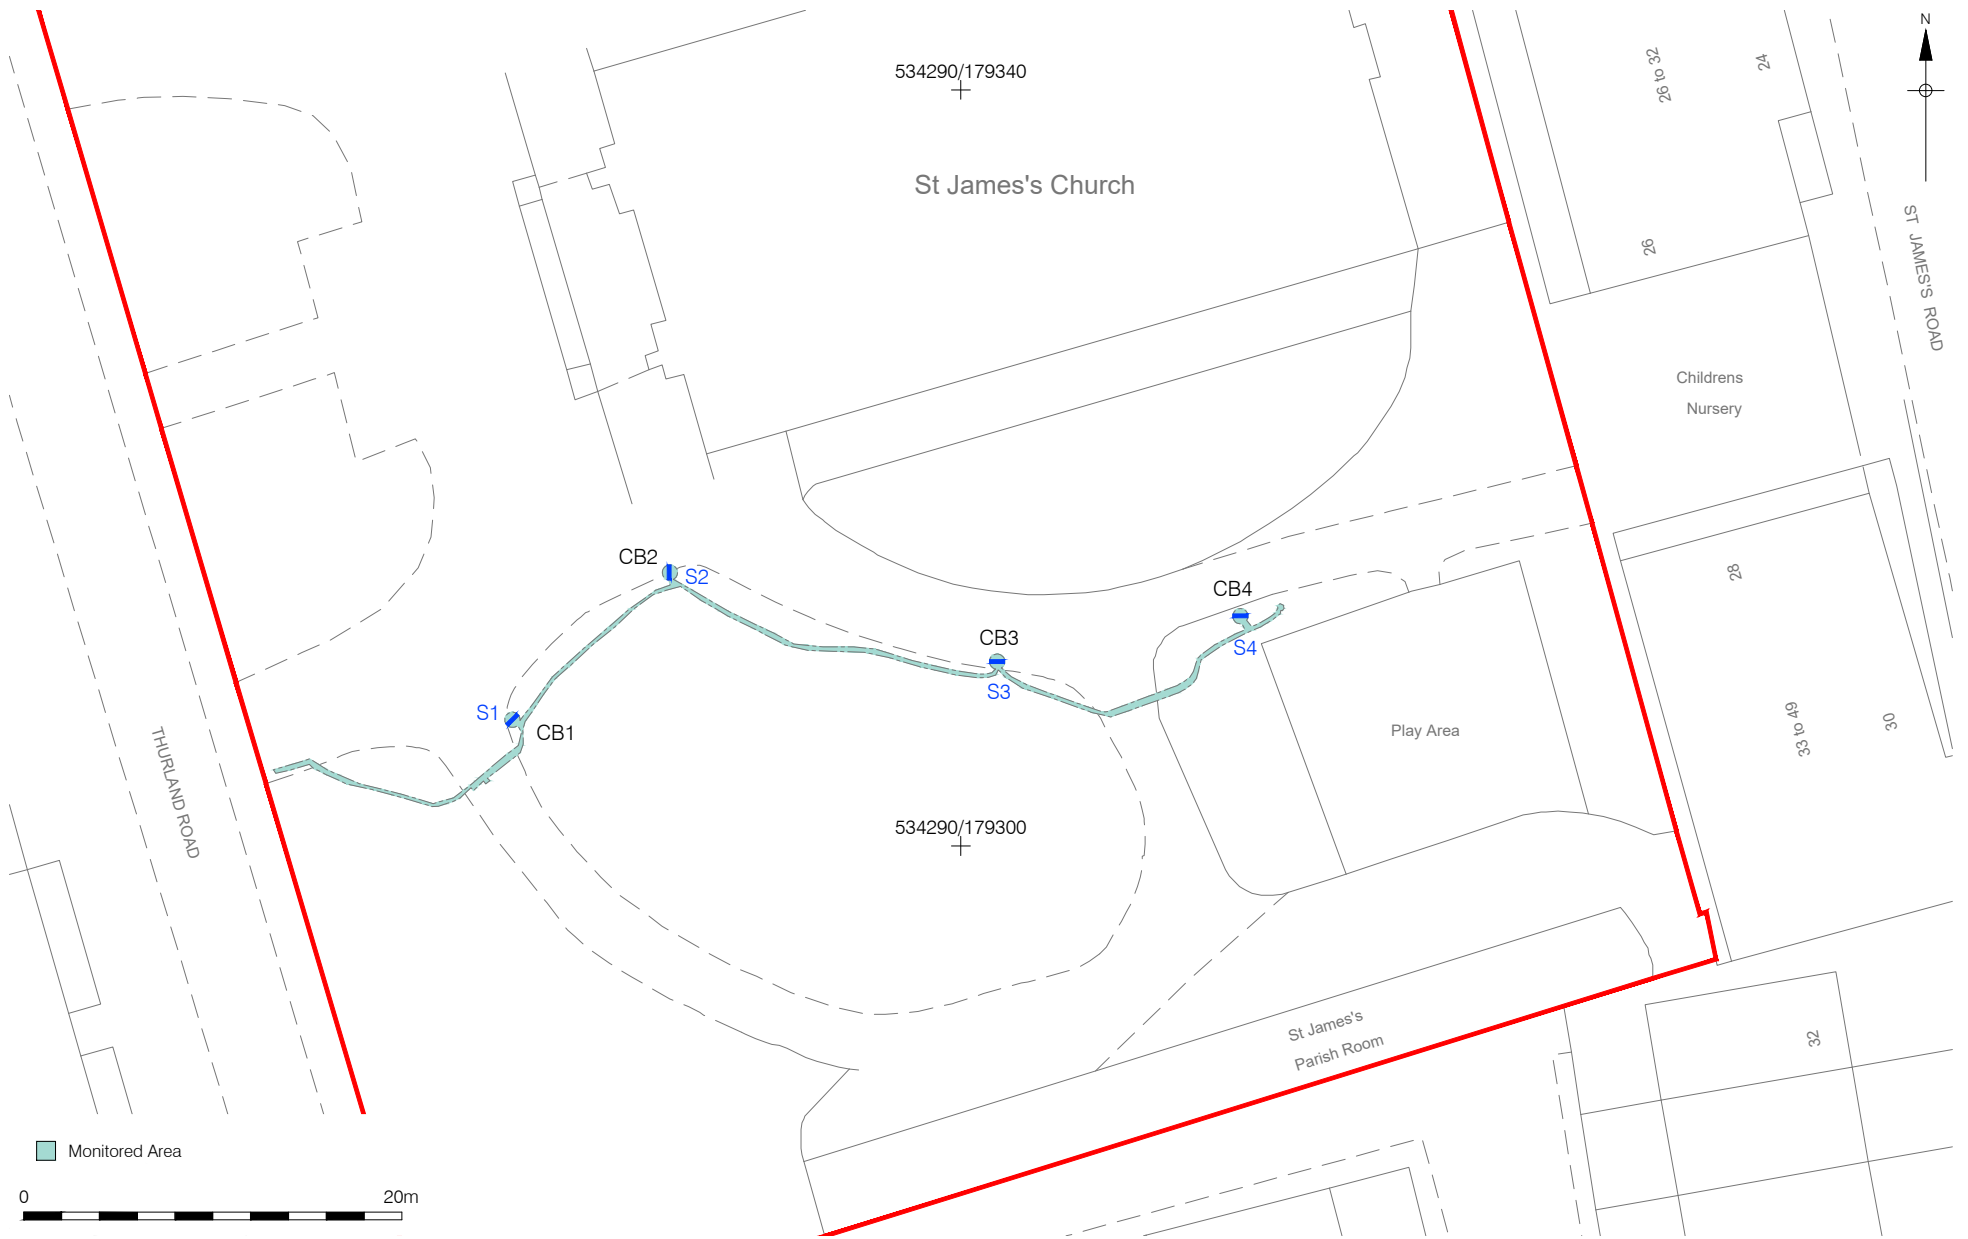 N
534290/179340
26 to 32
24
St James's Church
26
ST JAMES'S ROAD
Childrens
Nursery
CB2
S2
CB4
28
CB3
S4
S3
S1
CB1
Play Area
33 to 49
30
THURLAND ROAD
534290/179300
St James's
Parish Room
32
Monitored Area
0
20m